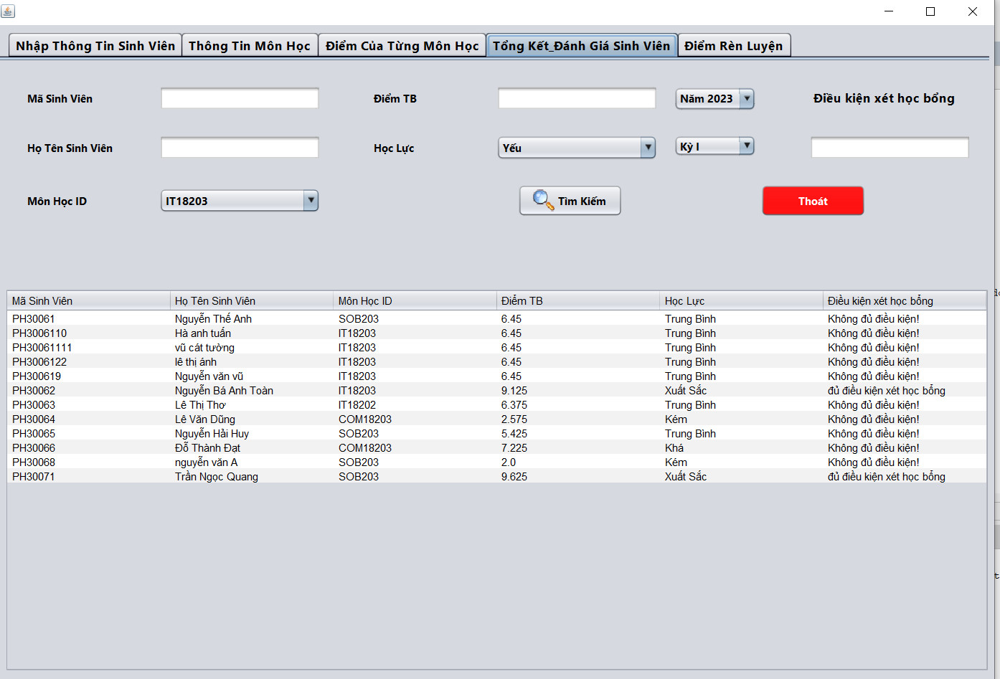 Nhập Thông Tin Sinh Viên Thông Tin Môn Học Điểm Của Từng Môn Học Tổng Kết_Đánh Giá Sinh Viên Điểm Rèn Luyện
Mã Sinh Viên Điểm TB Năm 2023 Điều kiện xét học bổng
Họ Tên Sinh Viên Học Lực Yếu Kỳ I
Môn Học ID IT18203 Tìm Kiếm Thoát
Mã Sinh Viên Họ Tên Sinh Viên Môn Học ID Điểm TB Học Lực Điều kiện xét học bổng
PH30061 Nguyễn Thế Anh SOB203 6.45 Trung Bình Không đủ điều kiện!
PH3006110 Hà anh tuấn IT18203 6.45 Trung Bình Không đủ điều kiện!
PH30061111 vũ cát tường IT18203 6.45 Trung Bình Không đủ điều kiện!
PH3006122 lê thị ánh IT18203 6.45 Trung Bình Không đủ điều kiện!
PH300619 Nguyễn văn vũ IT18203 6.45 Trung Bình Không đủ điều kiện!
PH30062 Nguyễn Bá Anh Toàn IT18203 9.125 Xuất Sắc đủ điều kiện xét học bổng
PH30063 Lê Thị Thơ IT18202 6.375 Trung Bình Không đủ điều kiện!
PH30064 Lê Văn Dũng COM18203 2.575 Kém Không đủ điều kiện!
PH30065 Nguyễn Hải Huy SOB203 5.425 Trung Bình Không đủ điều kiện!
PH30066 Đỗ Thành Đạt COM18203 7.225 Khá Không đủ điều kiện!
PH30068 nguyễn văn A SOB203 2.0 Kém Không đủ điều kiện!
PH30071 Trần Ngọc Quang SOB203 9.625 Xuất Sắc đủ điều kiện xét học bổng